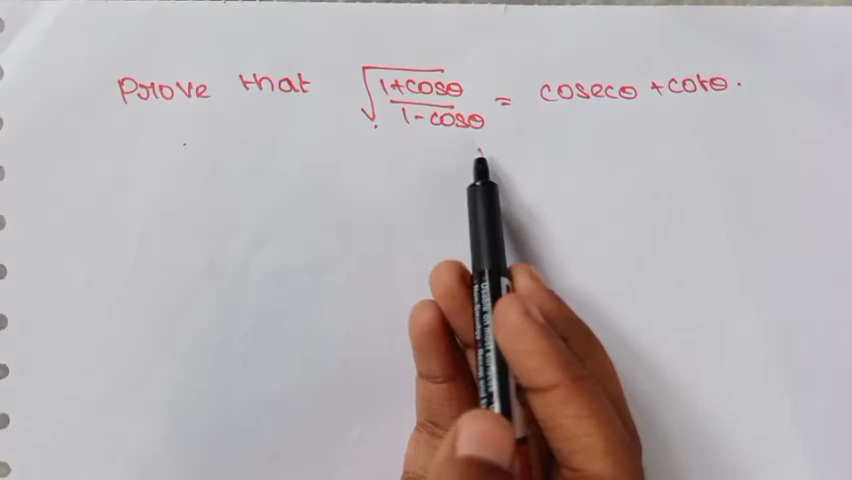 Prove that √(1+cosθ / 1-cosθ) = cosecθ + cotθ.